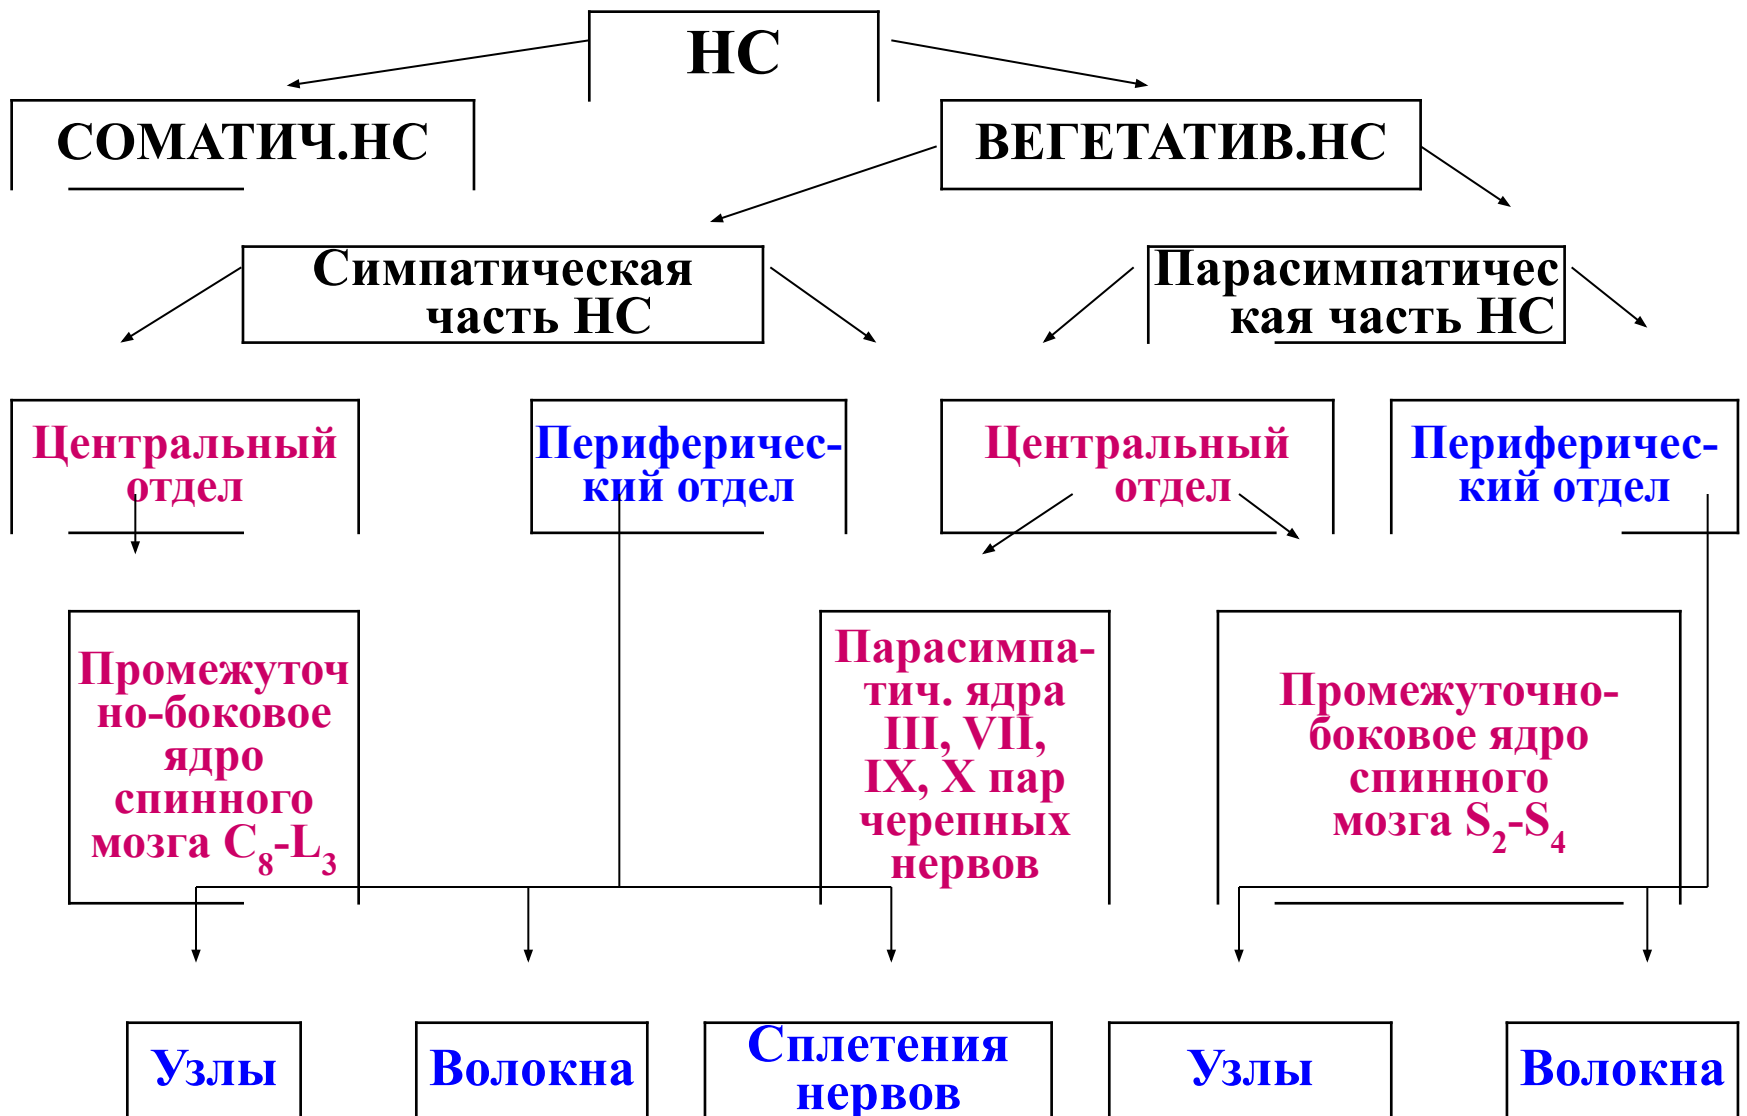 НС
СОМАТИЧ.НС
ВЕГЕТАТИВ.НС
Симпатическая
часть НС
Парасимпатичес
кая часть НС
Центральный
отдел
Периферичес-
кий отдел
Центральный
отдел
Периферичес-
кий отдел
Промежуточ
но-боковое
ядро
спинного
мозга C₈-L₃
Парасимпа-
тич. ядра
III, VII,
IX, X пар
черепных
нервов
Промежуточно-
боковое ядро
спинного
мозга S₂-S₄
Узлы
Волокна
Сплетения
нервов
Узлы
Волокна